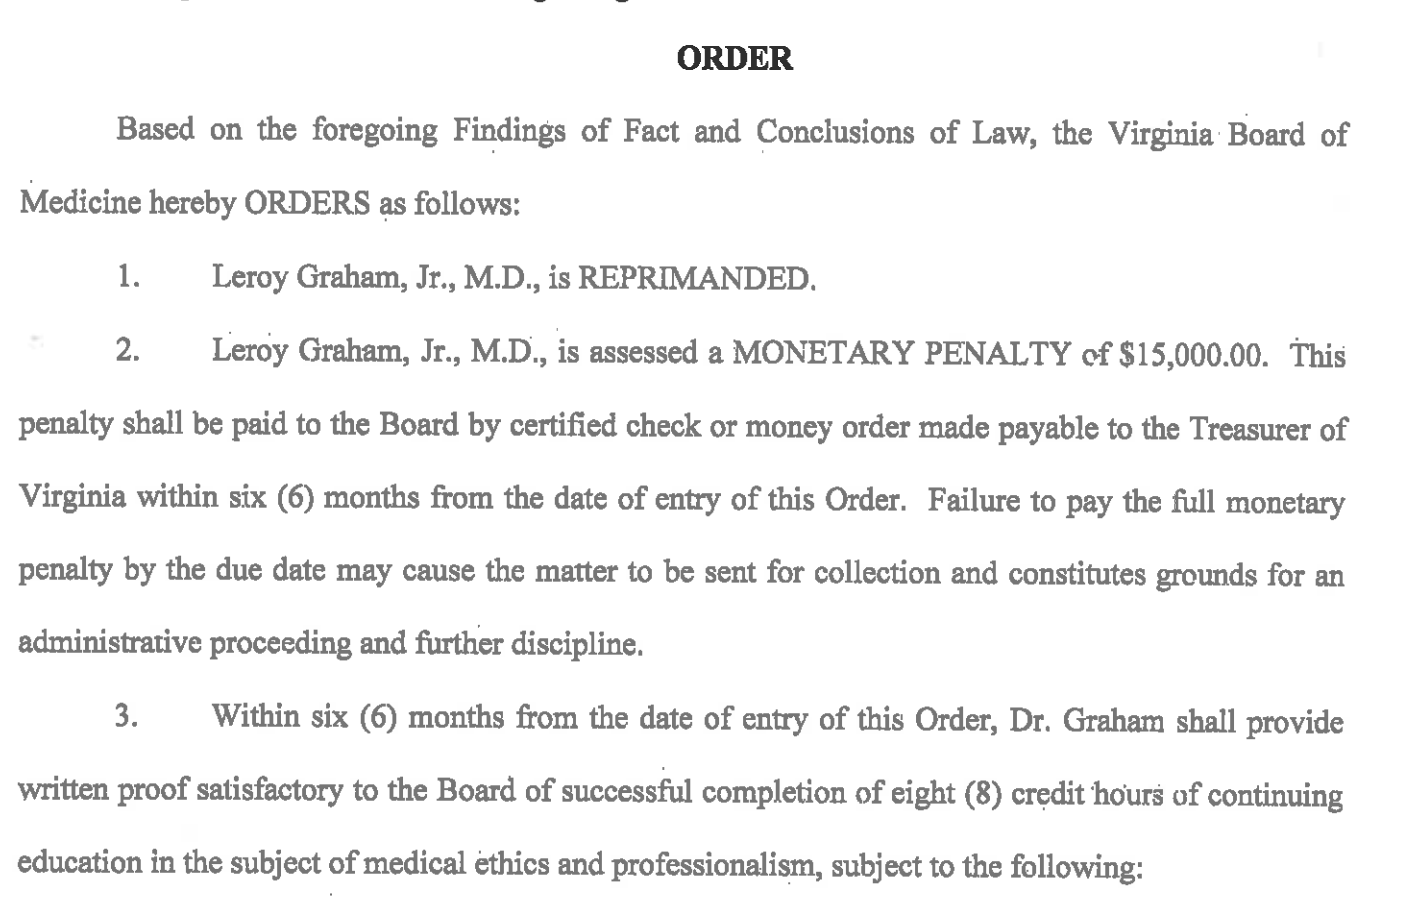 ORDER
Based on the foregoing Findings of Fact and Conclusions of Law, the Virginia Board of
Medicine hereby ORDERS as follows:
1. Leroy Graham, Jr., M.D., is REPRIMANDED.
2. Leroy Graham, Jr., M.D., is assessed a MONETARY PENALTY of $15,000.00. This
penalty shall be paid to the Board by certified check or money order made payable to the Treasurer of
Virginia within six (6) months from the date of entry of this Order. Failure to pay the full monetary
penalty by the due date may cause the matter to be sent for collection and constitutes grounds for an
administrative proceeding and further discipline.
3. Within six (6) months from the date of entry of this Order, Dr. Graham shall provide
written proof satisfactory to the Board of successful completion of eight (8) credit hours of continuing
education in the subject of medical ethics and professionalism, subject to the following: